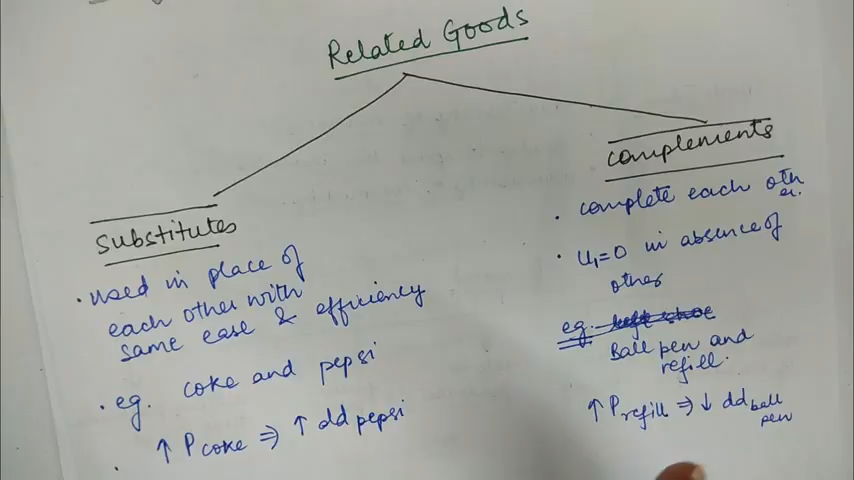 Related Goods
Substitutes
• used in place of
each other with
same ease & efficiency
• eg. coke and pepsi
• ↑ P coke ⇒ ↑ dd pepsi
Complements
• complete each oth
er.
• U₁=0 in absence of
other
eg.
Ball pen and
refill.
↑ P refill ⇒ ↓ dd ball
pen